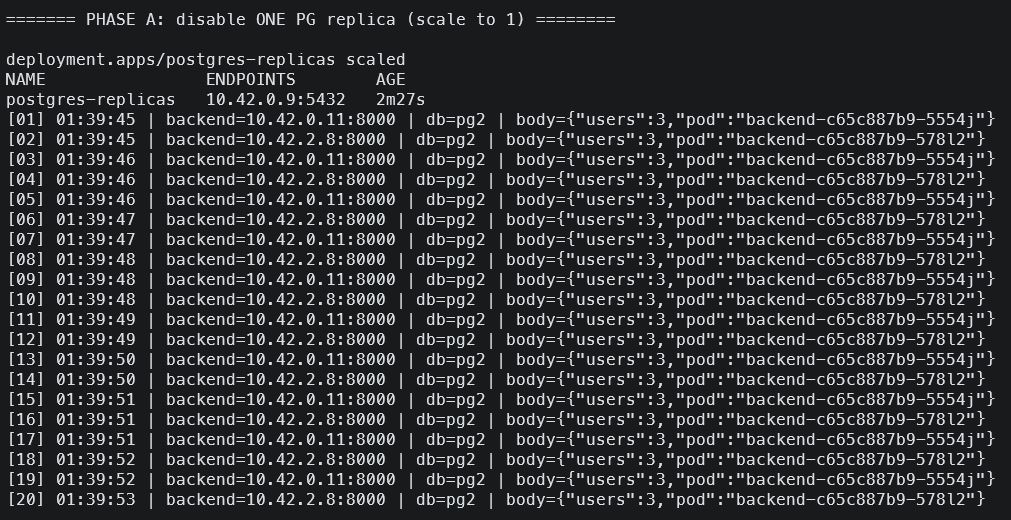 ======= PHASE A: disable ONE PG replica (scale to 1) ========
deployment.apps/postgres-replicas scaled
NAME                ENDPOINTS        AGE
postgres-replicas   10.42.0.9:5432   2m27s
[01] 01:39:45 | backend=10.42.0.11:8000 | db=pg2 | body={"users":3,"pod":"backend-c65c887b9-5554j"}
[02] 01:39:45 | backend=10.42.2.8:8000 | db=pg2 | body={"users":3,"pod":"backend-c65c887b9-578l2"}
[03] 01:39:46 | backend=10.42.0.11:8000 | db=pg2 | body={"users":3,"pod":"backend-c65c887b9-5554j"}
[04] 01:39:46 | backend=10.42.2.8:8000 | db=pg2 | body={"users":3,"pod":"backend-c65c887b9-578l2"}
[05] 01:39:46 | backend=10.42.0.11:8000 | db=pg2 | body={"users":3,"pod":"backend-c65c887b9-5554j"}
[06] 01:39:47 | backend=10.42.2.8:8000 | db=pg2 | body={"users":3,"pod":"backend-c65c887b9-578l2"}
[07] 01:39:47 | backend=10.42.0.11:8000 | db=pg2 | body={"users":3,"pod":"backend-c65c887b9-5554j"}
[08] 01:39:48 | backend=10.42.2.8:8000 | db=pg2 | body={"users":3,"pod":"backend-c65c887b9-578l2"}
[09] 01:39:48 | backend=10.42.0.11:8000 | db=pg2 | body={"users":3,"pod":"backend-c65c887b9-5554j"}
[10] 01:39:48 | backend=10.42.2.8:8000 | db=pg2 | body={"users":3,"pod":"backend-c65c887b9-578l2"}
[11] 01:39:49 | backend=10.42.0.11:8000 | db=pg2 | body={"users":3,"pod":"backend-c65c887b9-5554j"}
[12] 01:39:49 | backend=10.42.2.8:8000 | db=pg2 | body={"users":3,"pod":"backend-c65c887b9-578l2"}
[13] 01:39:50 | backend=10.42.0.11:8000 | db=pg2 | body={"users":3,"pod":"backend-c65c887b9-5554j"}
[14] 01:39:50 | backend=10.42.2.8:8000 | db=pg2 | body={"users":3,"pod":"backend-c65c887b9-578l2"}
[15] 01:39:51 | backend=10.42.0.11:8000 | db=pg2 | body={"users":3,"pod":"backend-c65c887b9-5554j"}
[16] 01:39:51 | backend=10.42.2.8:8000 | db=pg2 | body={"users":3,"pod":"backend-c65c887b9-578l2"}
[17] 01:39:51 | backend=10.42.0.11:8000 | db=pg2 | body={"users":3,"pod":"backend-c65c887b9-5554j"}
[18] 01:39:52 | backend=10.42.2.8:8000 | db=pg2 | body={"users":3,"pod":"backend-c65c887b9-578l2"}
[19] 01:39:52 | backend=10.42.0.11:8000 | db=pg2 | body={"users":3,"pod":"backend-c65c887b9-5554j"}
[20] 01:39:53 | backend=10.42.2.8:8000 | db=pg2 | body={"users":3,"pod":"backend-c65c887b9-578l2"}